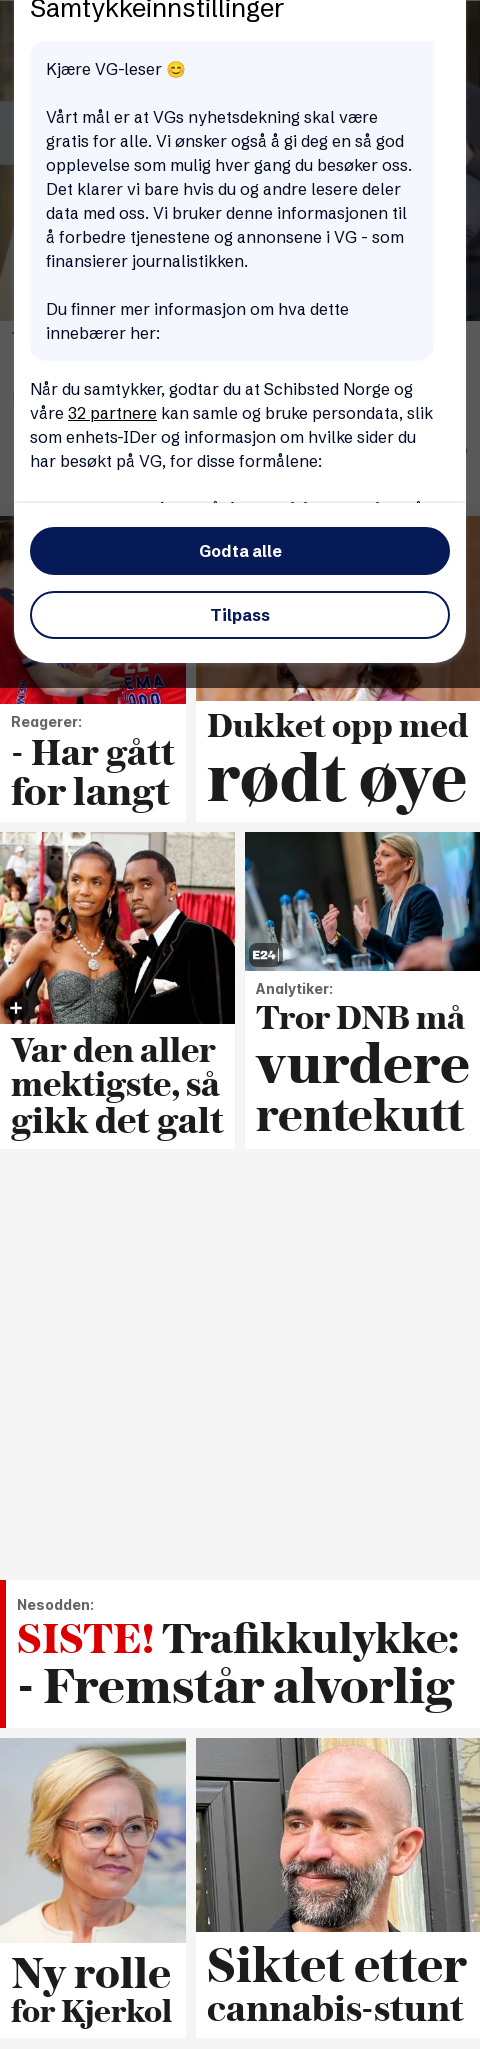 Samtykkeinnstillinger
Kjære VG-leser 😊
Vårt mål er at VGs nyhetsdekning skal være
gratis for alle. Vi ønsker også å gi deg en så god
opplevelse som mulig hver gang du besøker oss.
Det klarer vi bare hvis du og andre lesere deler
data med oss. Vi bruker denne informasjonen til
å forbedre tjenestene og annonsene i VG - som
finansierer journalistikken.
Du finner mer informasjon om hva dette
innebærer her:
Når du samtykker, godtar du at Schibsted Norge og
våre 32 partnere kan samle og bruke persondata, slik
som enhets-IDer og informasjon om hvilke sider du
har besøkt på VG, for disse formålene:
Godta alle
Tilpass
Reagerer:
- Har gått
for langt
Dukket opp med
rødt øye
Var den aller
mektigste, så
gikk det galt
E24
Analytiker:
Tror DNB må
vurdere
rentekutt
Nesodden:
SISTE! Trafikkulykke:
- Fremstår alvorlig
Ny rolle
for Kjerkol
Siktet etter
cannabis-stunt